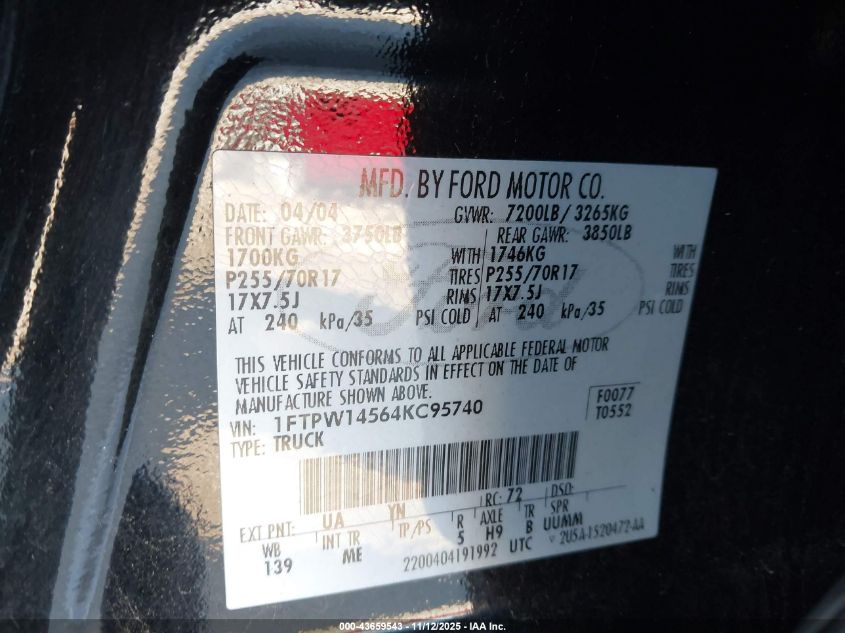 MFD. BY FORD MOTOR CO.
DATE: 04/04 GVWR: 7200LB/ 3265KG
FRONT GAWR: 3750LB REAR GAWR: 3850LB
1700KG WITH 1746KG WITH
P255/70R17 TIRES P255/70R17 TIRES
17X7.5J RIMS 17X7.5J RIMS
AT 240 kPa/35 PSI COLD AT 240 kPa/35 PSI COLD
Ford
THIS VEHICLE CONFORMS TO ALL APPLICABLE FEDERAL MOTOR
VEHICLE SAFETY STANDARDS IN EFFECT ON THE DATE OF
MANUFACTURE SHOWN ABOVE.
VIN: 1FTPW14564KC95740 F0077
TYPE: TRUCK T0552
EXT PNT: UA YN RC: 72 DSO:
WB INT TR TP/PS R AXLE TR SPR
139 ME 5 H9 B UUMM
2200404191992 UTC ▽ 2U5A-1520472-AA
000-43659543 - 11/12/2025 - IAA Inc.